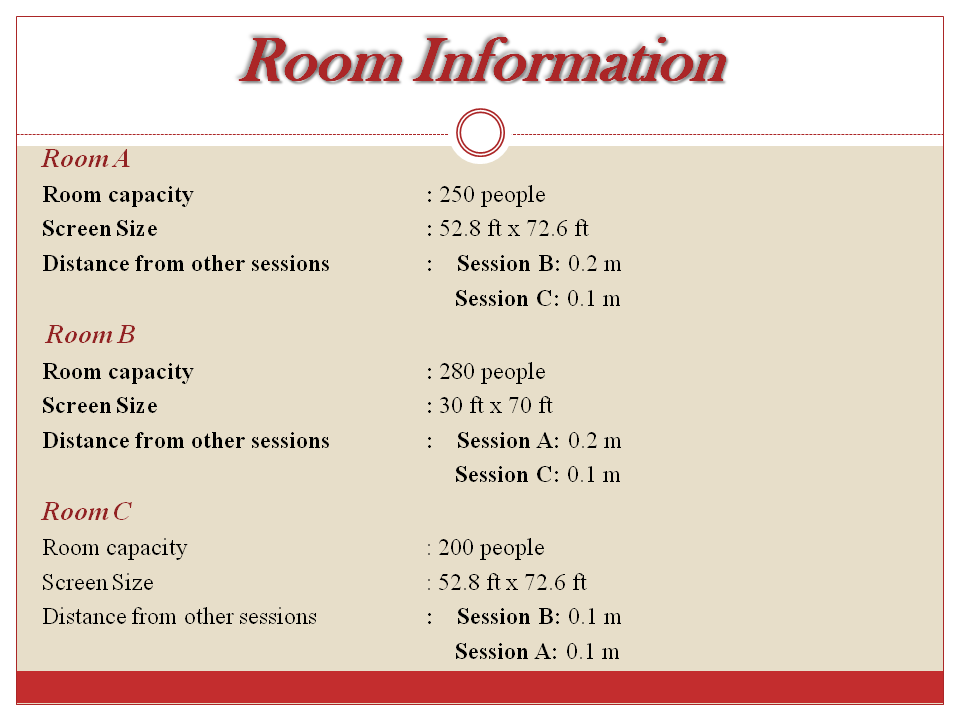 Room Information
Room A
Room capacity : 250 people
Screen Size : 52.8 ft x 72.6 ft
Distance from other sessions : Session B: 0.2 m
Session C: 0.1 m
Room B
Room capacity : 280 people
Screen Size : 30 ft x 70 ft
Distance from other sessions : Session A: 0.2 m
Session C: 0.1 m
Room C
Room capacity : 200 people
Screen Size : 52.8 ft x 72.6 ft
Distance from other sessions : Session B: 0.1 m
Session A: 0.1 m